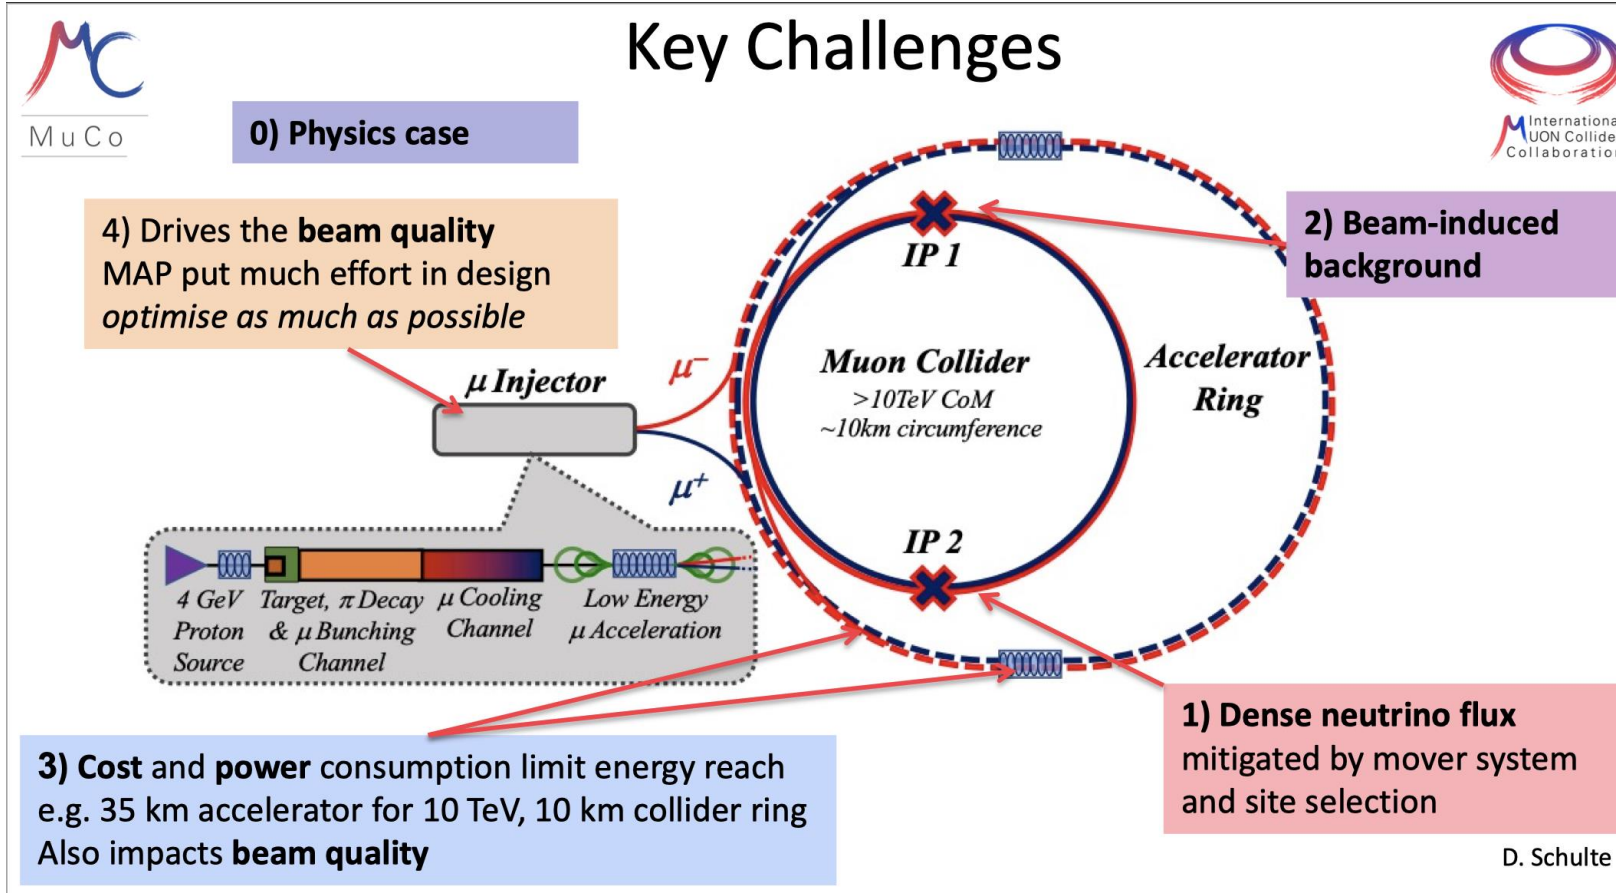 Key Challenges
MuCo
International
MUON Collider
Collaboration
0) Physics case
4) Drives the beam quality
MAP put much effort in design
optimise as much as possible
2) Beam-induced
background
IP 1
μ Injector
μ⁻
μ⁺
Muon Collider
>10TeV CoM
~10km circumference
Accelerator
Ring
IP 2
4 GeV
Proton
Source
Target, π Decay
& μ Bunching
Channel
μ Cooling
Channel
Low Energy
μ Acceleration
3) Cost and power consumption limit energy reach
e.g. 35 km accelerator for 10 TeV, 10 km collider ring
Also impacts beam quality
1) Dense neutrino flux
mitigated by mover system
and site selection
D. Schulte